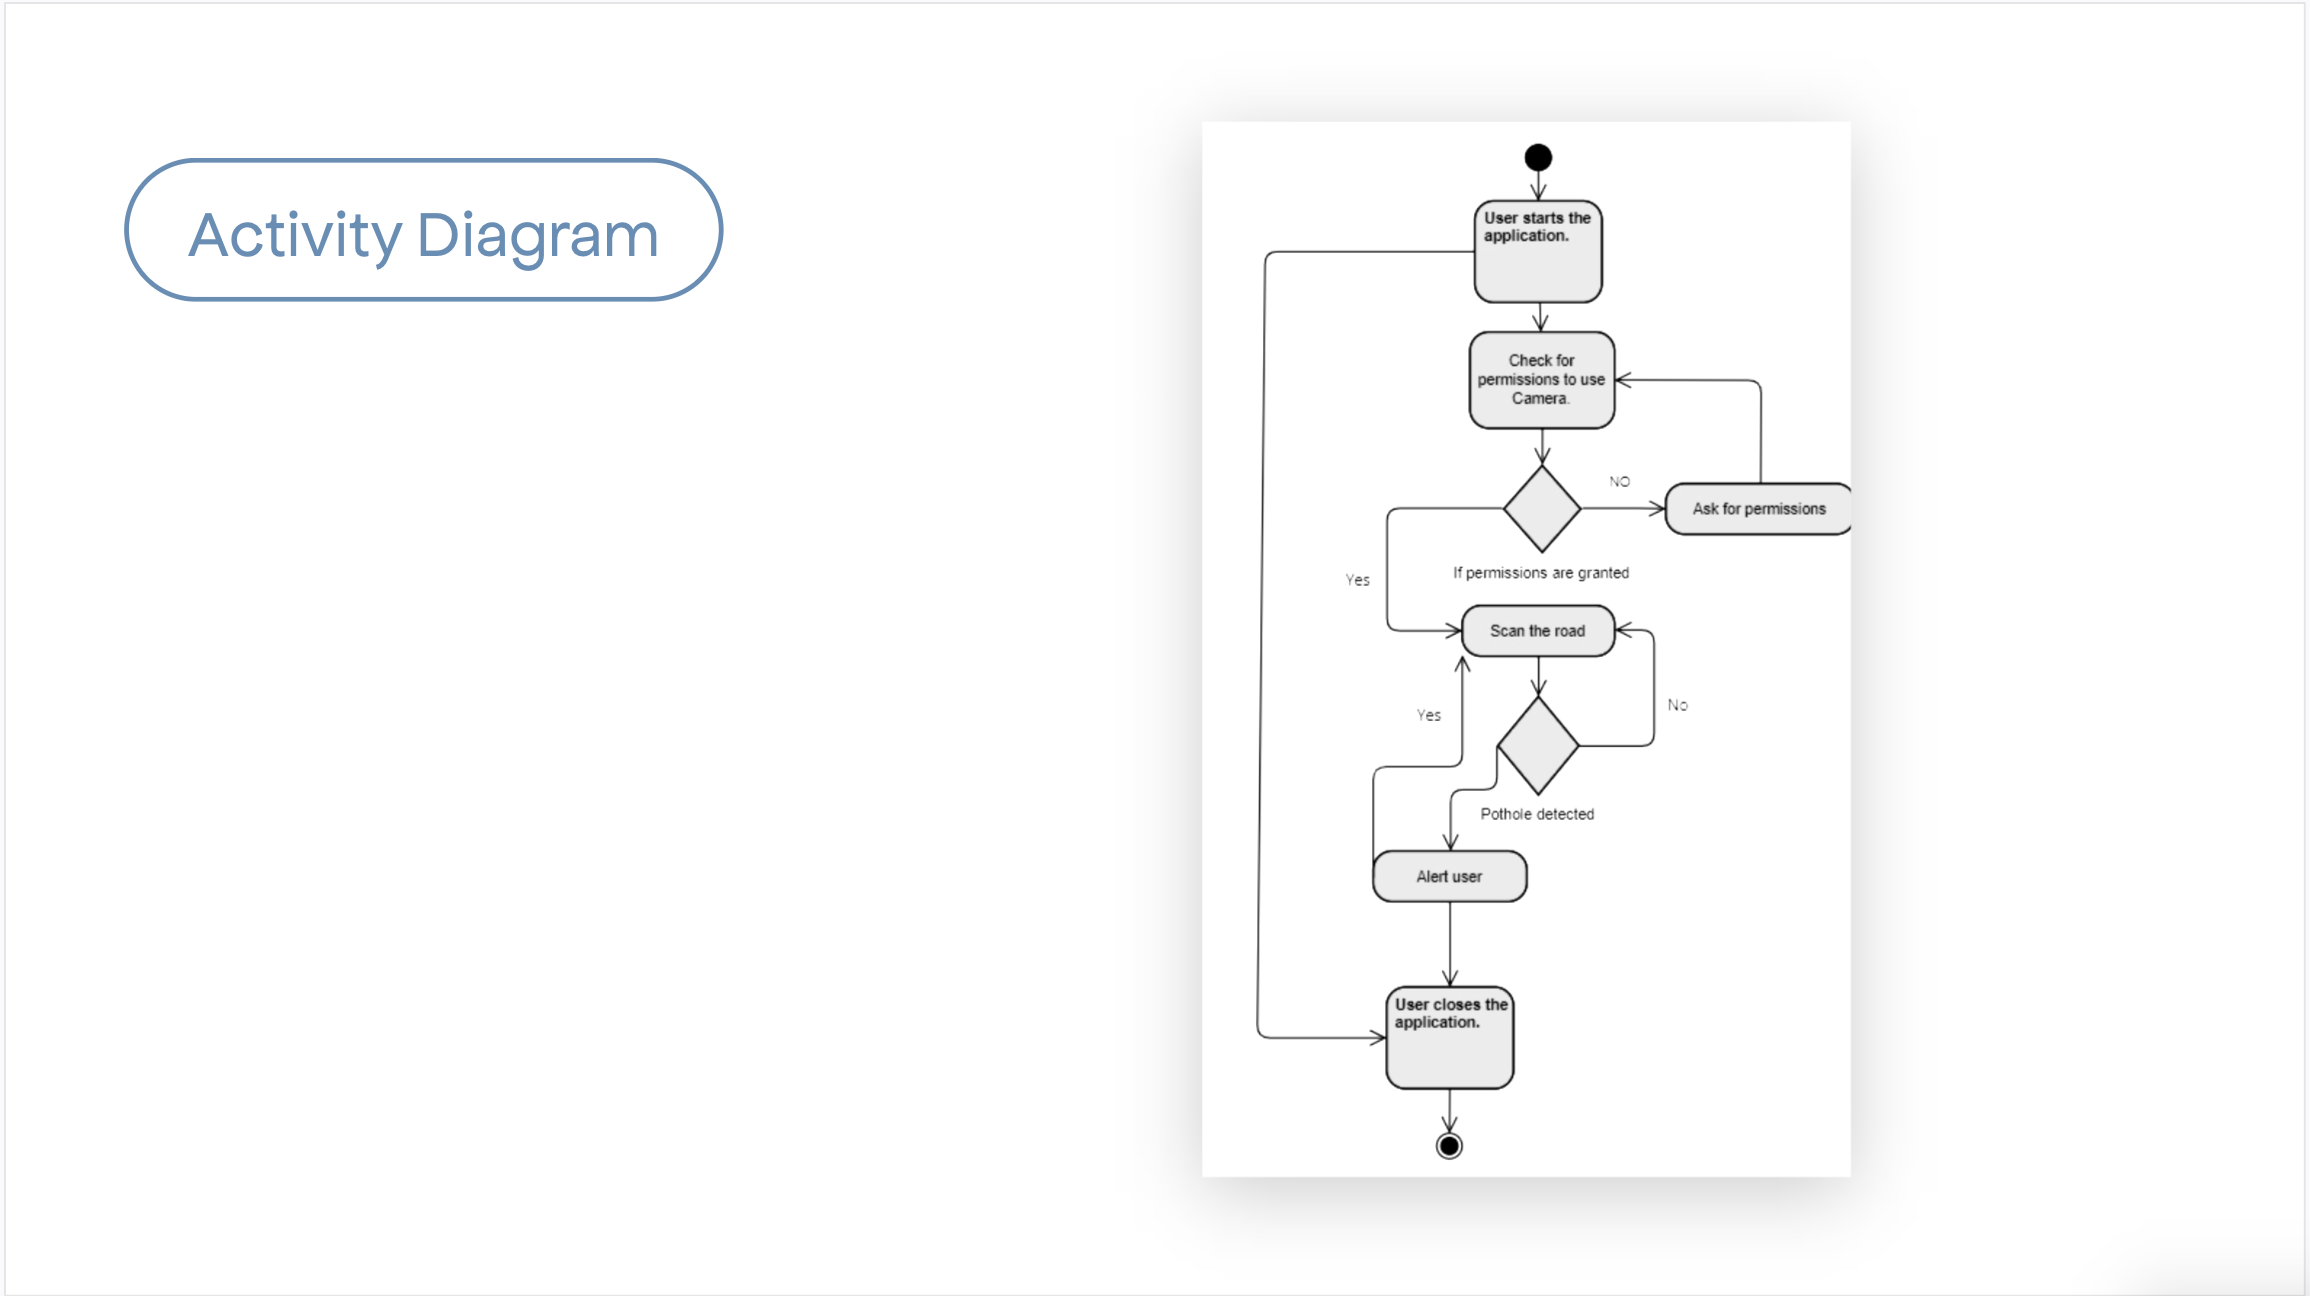 Activity Diagram
User starts the
application.
Check for
permissions to use
Camera.
NO
Ask for permissions
Yes
If permissions are granted
Scan the road
Yes
No
Pothole detected
Alert user
User closes the
application.